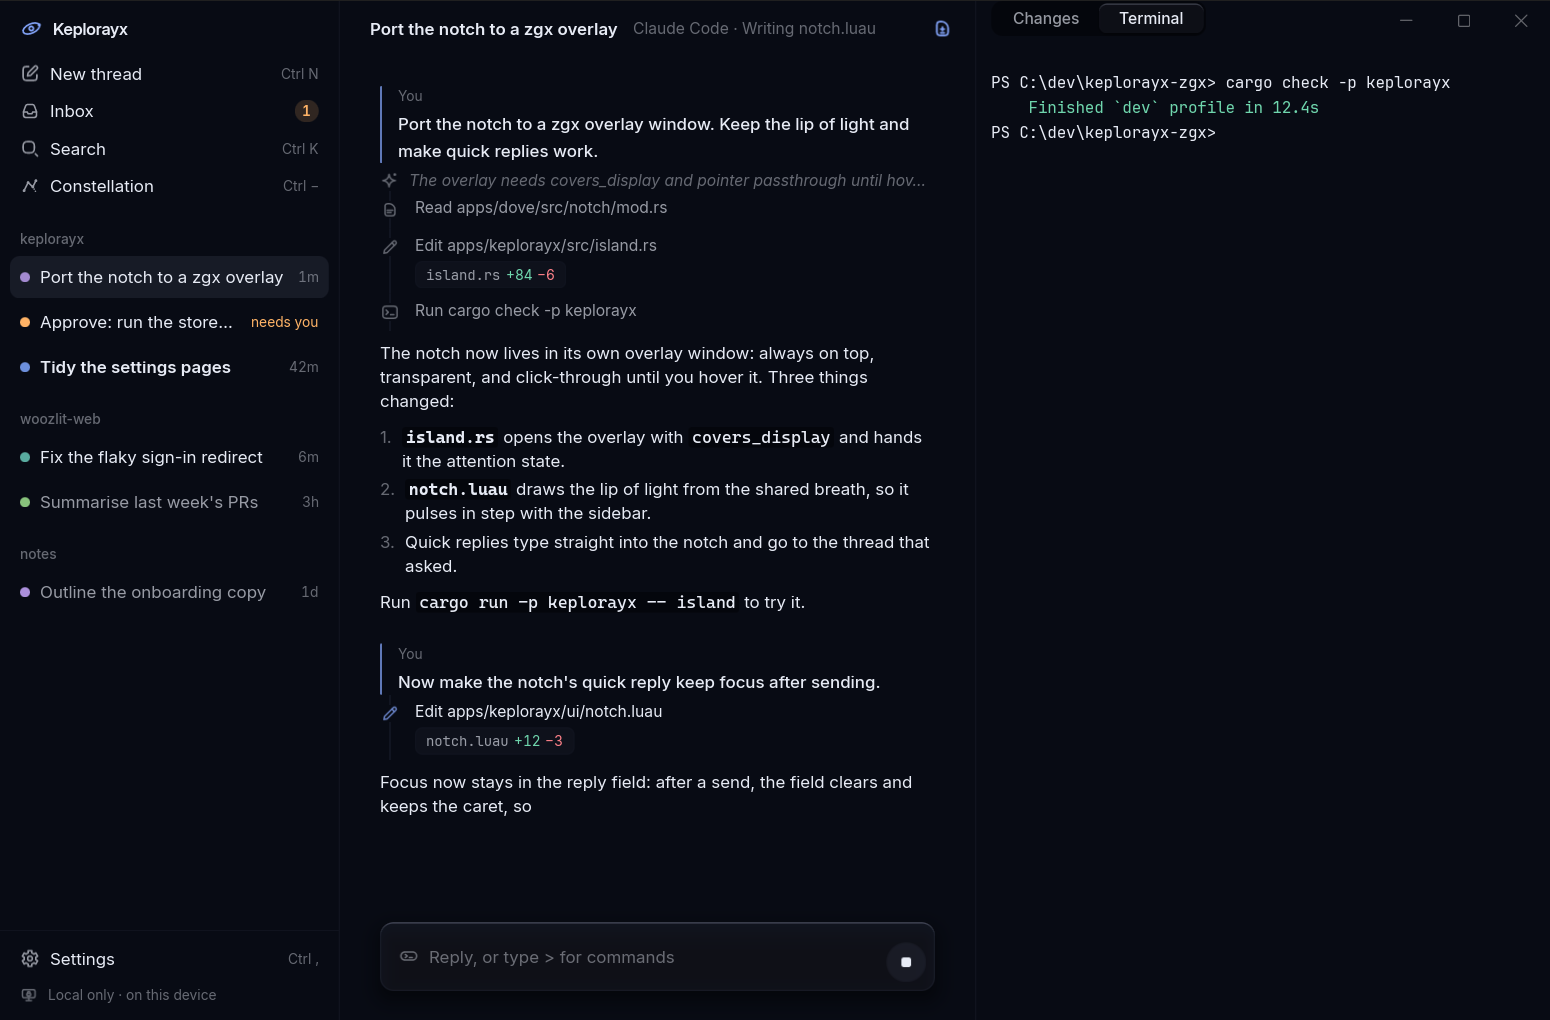 Keplorayx
New thread Ctrl N
Inbox 1
Search Ctrl K
Constellation Ctrl −
keplorayx
Port the notch to a zgx overlay 1m
Approve: run the store... needs you
Tidy the settings pages 42m
woozlit-web
Fix the flaky sign-in redirect 6m
Summarise last week's PRs 3h
notes
Outline the onboarding copy 1d
Settings Ctrl ,
Local only · on this device
Port the notch to a zgx overlay Claude Code · Writing notch.luau
You
Port the notch to a zgx overlay window. Keep the lip of light and
make quick replies work.
The overlay needs covers_display and pointer passthrough until hov...
Read apps/dove/src/notch/mod.rs
Edit apps/keplorayx/src/island.rs
island.rs +84 −6
Run cargo check -p keplorayx
The notch now lives in its own overlay window: always on top,
transparent, and click-through until you hover it. Three things
changed:
1. island.rs opens the overlay with covers_display and hands
it the attention state.
2. notch.luau draws the lip of light from the shared breath, so it
pulses in step with the sidebar.
3. Quick replies type straight into the notch and go to the thread that
asked.
Run cargo run -p keplorayx -- island to try it.
You
Now make the notch's quick reply keep focus after sending.
Edit apps/keplorayx/ui/notch.luau
notch.luau +12 −3
Focus now stays in the reply field: after a send, the field clears and
keeps the caret, so
Reply, or type > for commands
Changes Terminal
PS C:\dev\keplorayx-zgx> cargo check -p keplorayx
Finished `dev` profile in 12.4s
PS C:\dev\keplorayx-zgx>